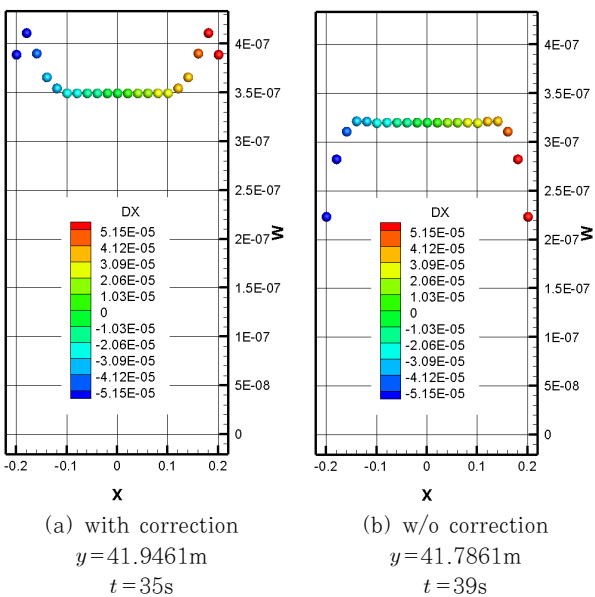 4E-07
3.5E-07
3E-07
2.5E-07
2E-07
1.5E-07
1E-07
5E-08
0
W
DX
5.15E-05
4.12E-05
3.09E-05
2.06E-05
1.03E-05
0
-1.03E-05
-2.06E-05
-3.09E-05
-4.12E-05
-5.15E-05
-0.2 -0.1 0 0.1 0.2
X
(a) with correction
y=41.9461m
t=35s
4E-07
3.5E-07
3E-07
2.5E-07
2E-07
1.5E-07
1E-07
5E-08
0
W
DX
5.15E-05
4.12E-05
3.09E-05
2.06E-05
1.03E-05
0
-1.03E-05
-2.06E-05
-3.09E-05
-4.12E-05
-5.15E-05
-0.2 -0.1 0 0.1 0.2
X
(b) w/o correction
y=41.7861m
t=39s